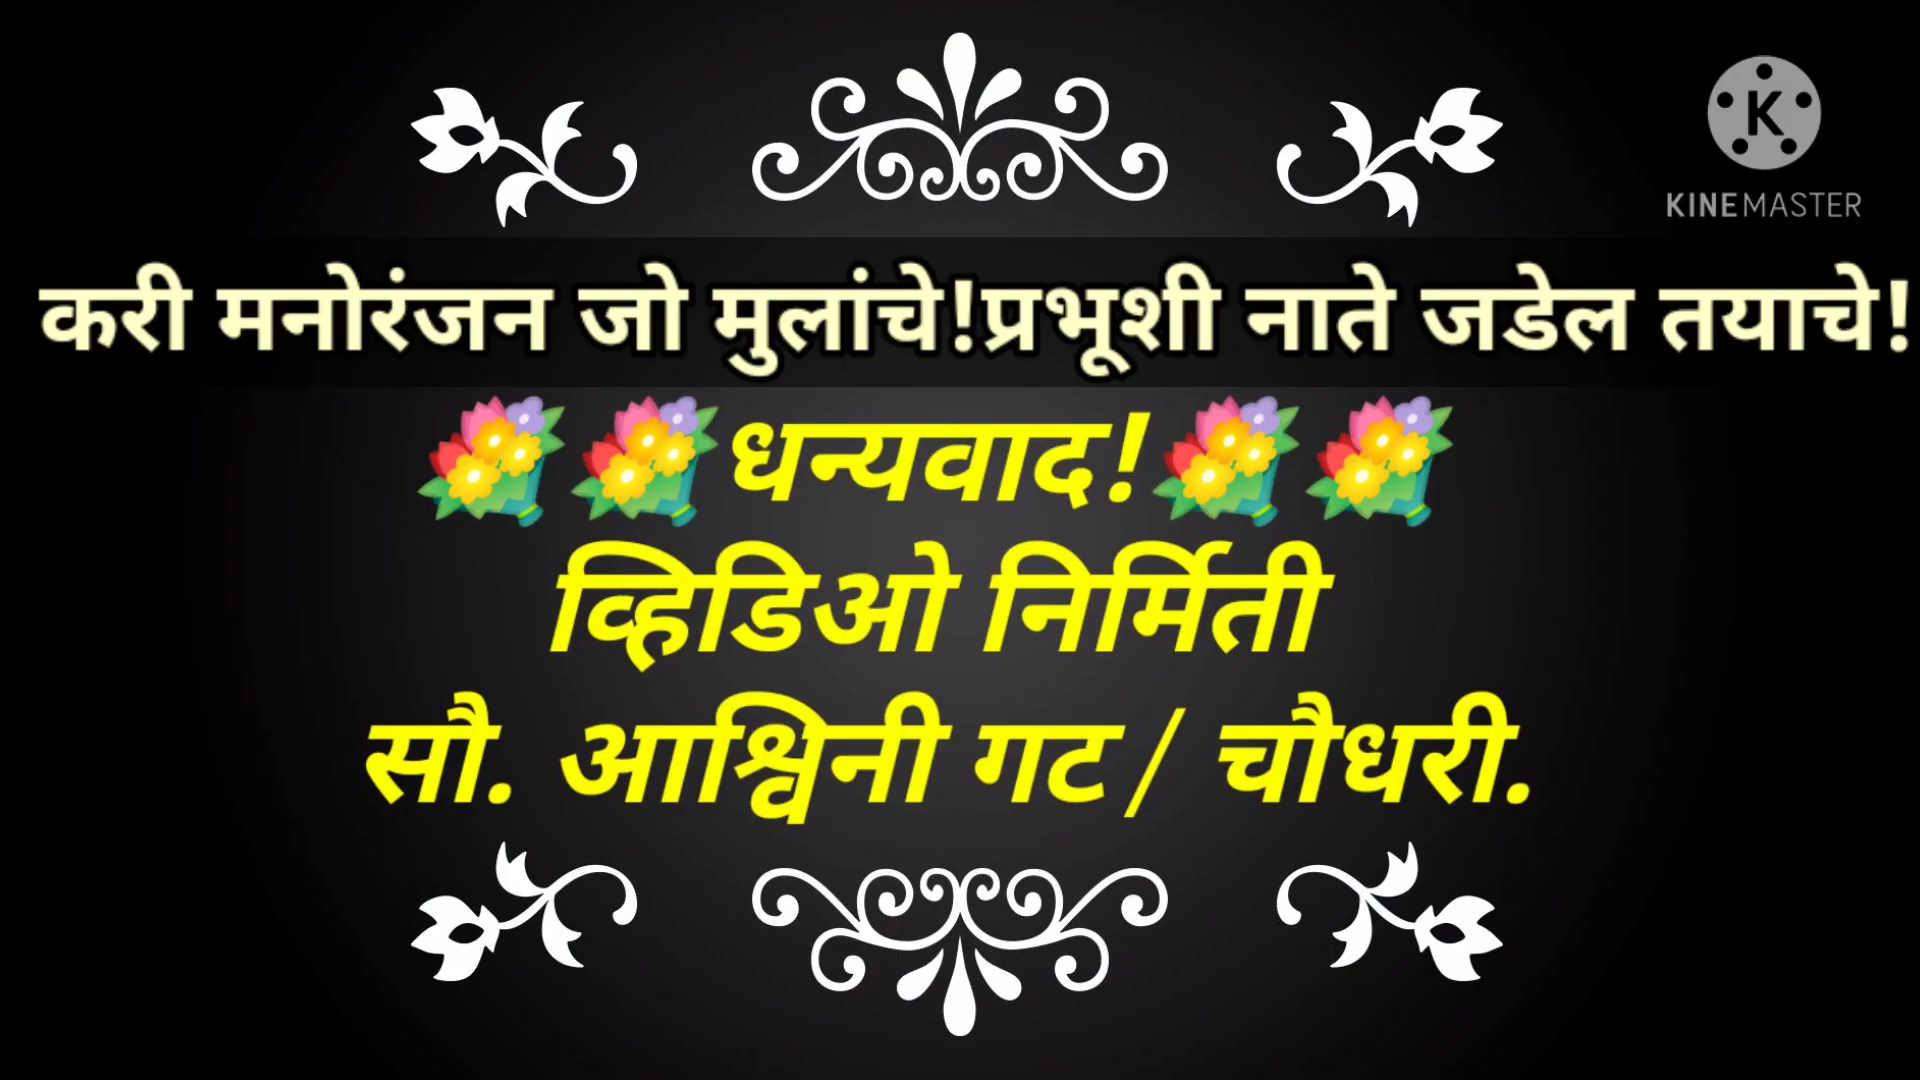 KINEMASTER
करी मनोरंजन जो मुलांचे!प्रभूशी नाते जडेल तयाचे!
💐💐धन्यवाद!💐💐
व्हिडिओ निर्मिती
सौ. आश्विनी गट/ चौधरी.